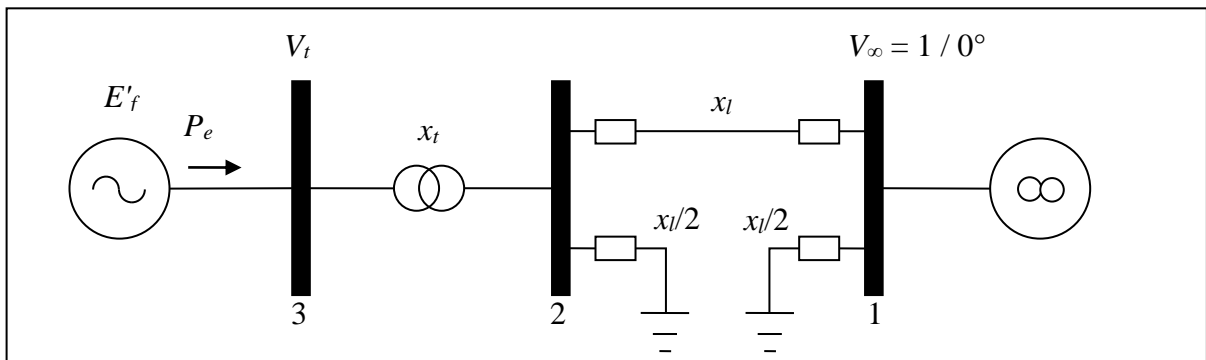 V_t
V_∞ = 1 / 0°
E'_f
P_e
x_t
x_l
x_l/2
x_l/2
3
2
1